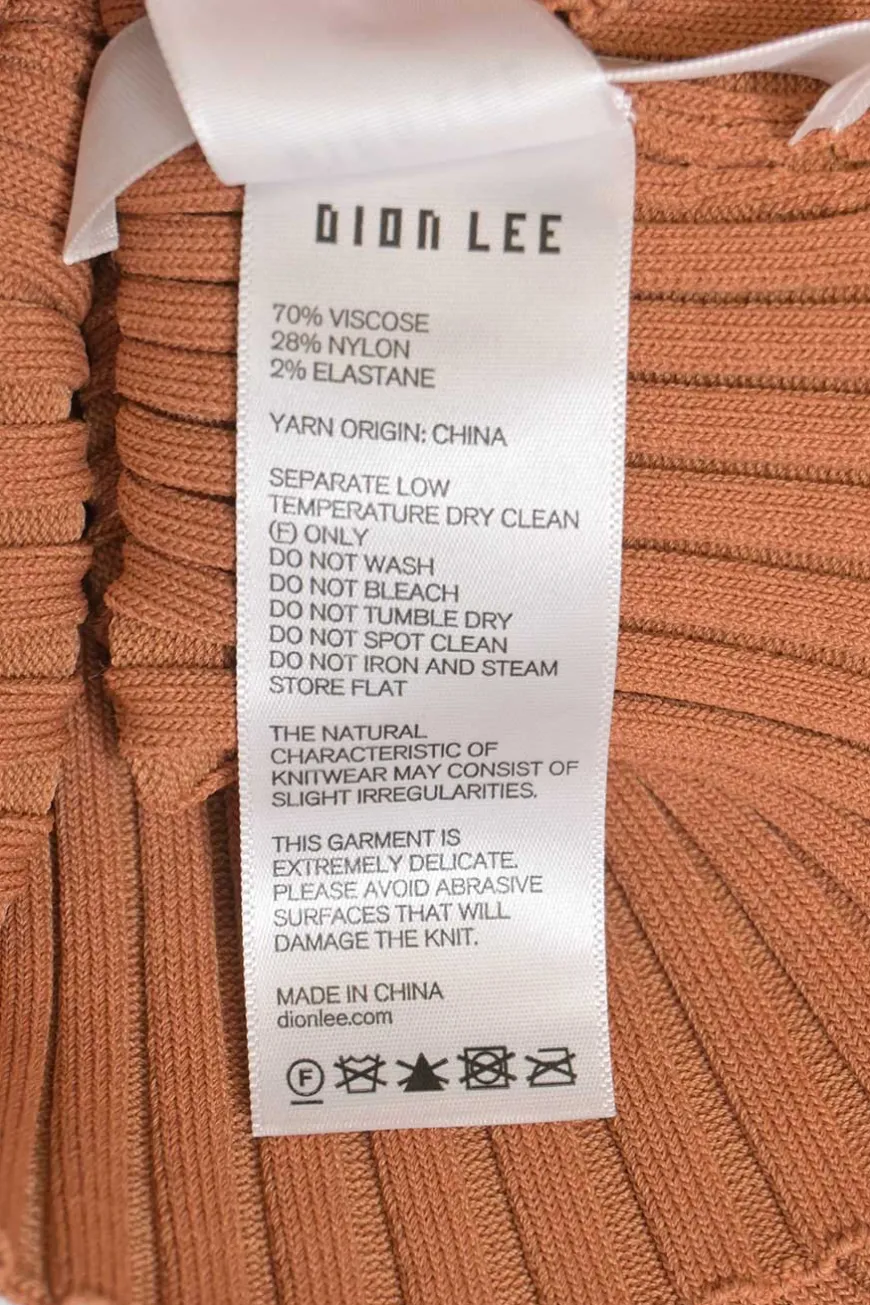 DION LEE
70% VISCOSE
28% NYLON
2% ELASTANE
YARN ORIGIN: CHINA
SEPARATE LOW
TEMPERATURE DRY CLEAN
(F) ONLY
DO NOT WASH
DO NOT BLEACH
DO NOT TUMBLE DRY
DO NOT SPOT CLEAN
DO NOT IRON AND STEAM
STORE FLAT
THE NATURAL
CHARACTERISTIC OF
KNITWEAR MAY CONSIST OF
SLIGHT IRREGULARITIES.
THIS GARMENT IS
EXTREMELY DELICATE.
PLEASE AVOID ABRASIVE
SURFACES THAT WILL
DAMAGE THE KNIT.
MADE IN CHINA
dionlee.com
F